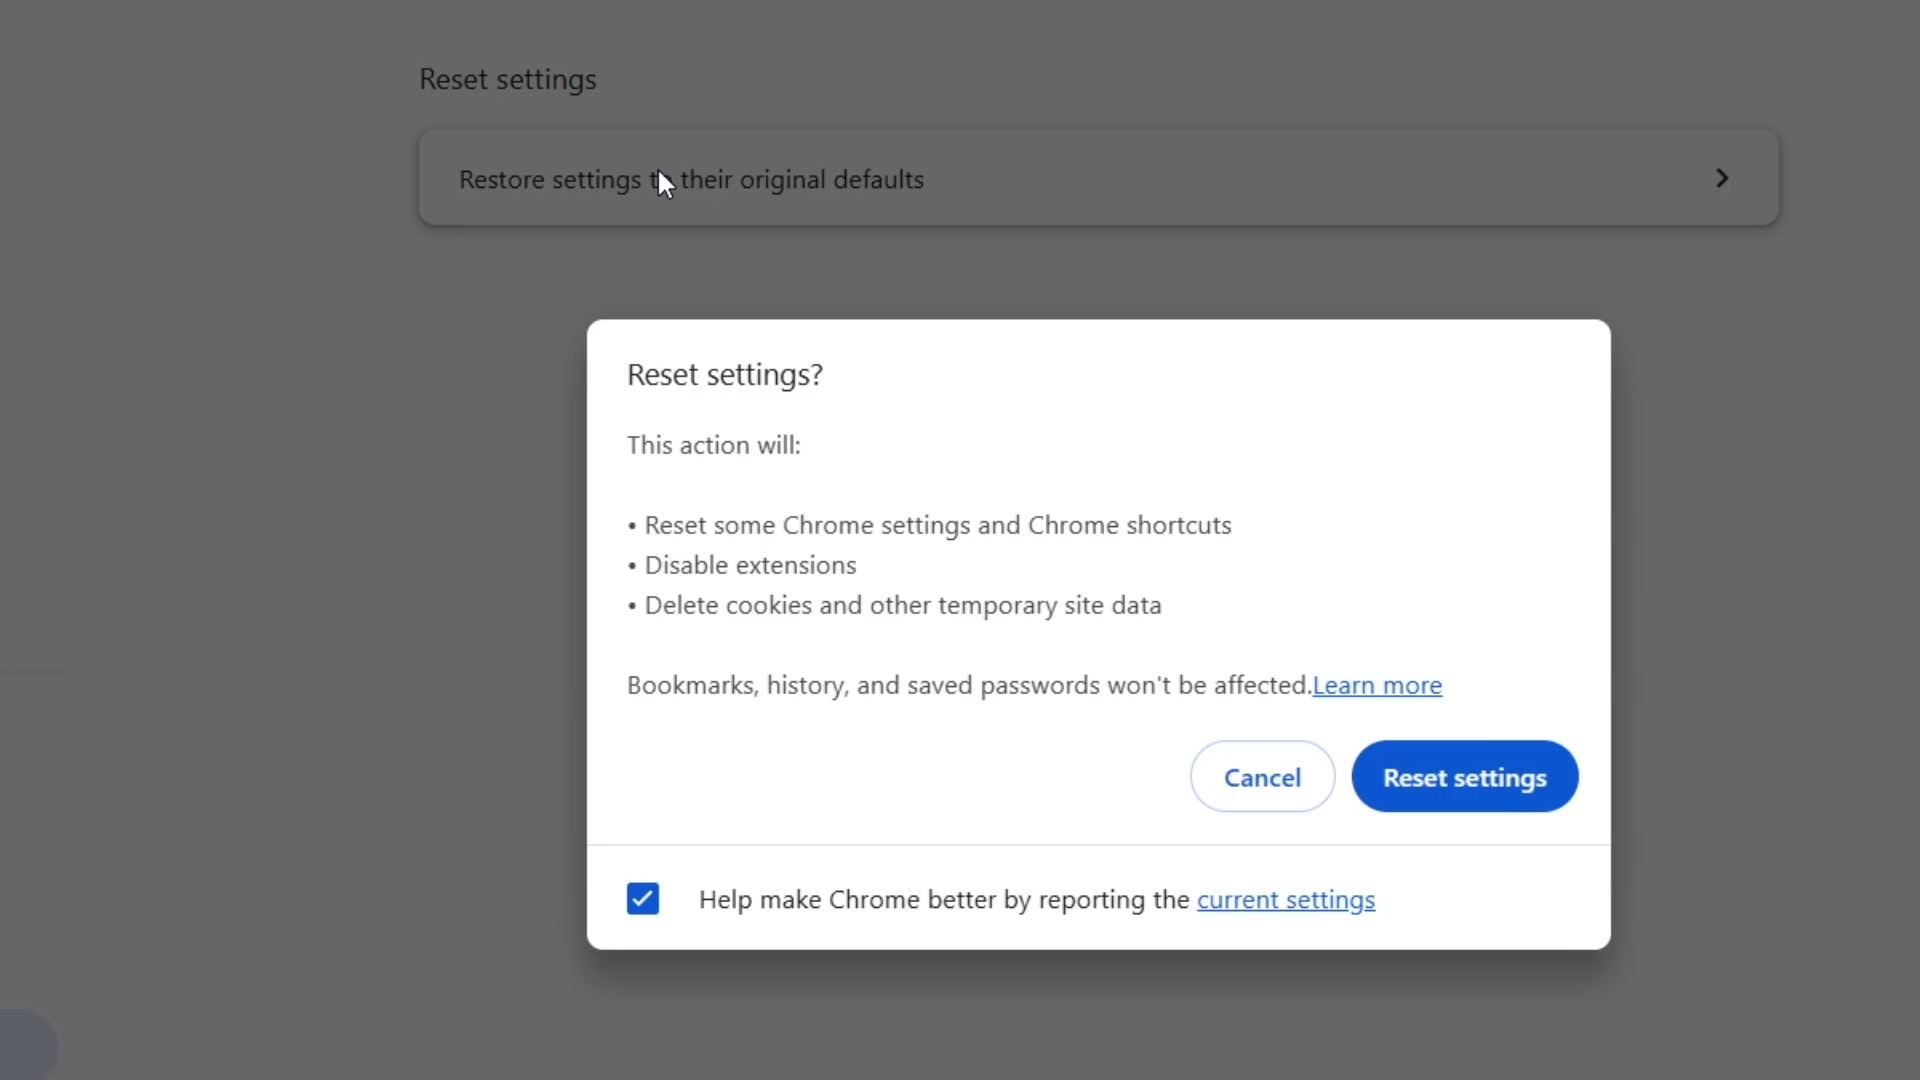 Reset settings
Restore settings to their original defaults
Reset settings?
This action will:
• Reset some Chrome settings and Chrome shortcuts
• Disable extensions
• Delete cookies and other temporary site data
Bookmarks, history, and saved passwords won't be affected.Learn more
Cancel
Reset settings
Help make Chrome better by reporting the current settings